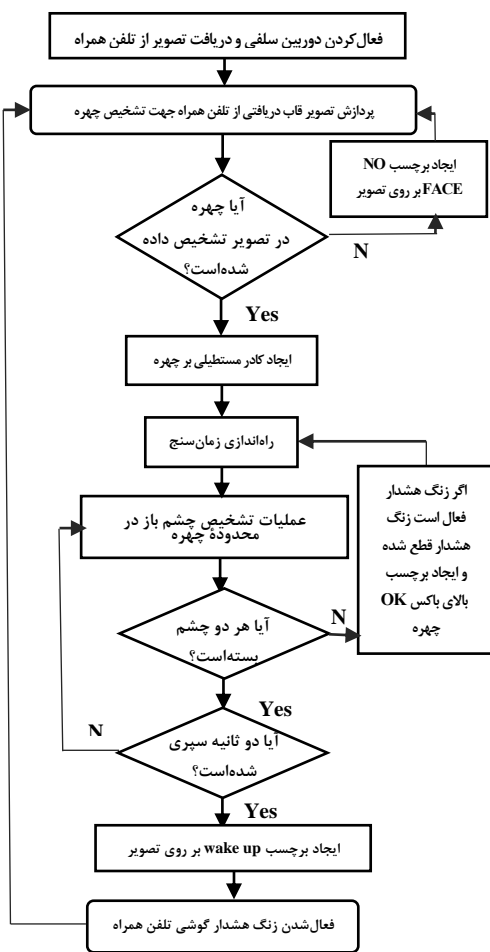 فعال‌کردن دوربین سلفی و دریافت تصویر از تلفن همراه
پردازش تصویر قاب دریافتی از تلفن همراه جهت تشخیص چهره
ایجاد برچسب NO
FACE بر روی تصویر
آیا چهره
در تصویر تشخیص داده
شده‌است؟
N
Yes
ایجاد کادر مستطیلی بر چهره
راه‌اندازی زمان‌سنج
اگر زنگ هشدار
فعال است زنگ
هشدار قطع شده
و ایجاد برچسب
OK بالای باکس
چهره
عملیات تشخیص چشم باز در
محدودهٔ چهره
آیا هر دو چشم
بسته‌است؟
N
Yes
آیا دو ثانیه سپری
شده‌است؟
N
Yes
ایجاد برچسب wake up بر روی تصویر
فعال‌شدن زنگ هشدار گوشی تلفن همراه